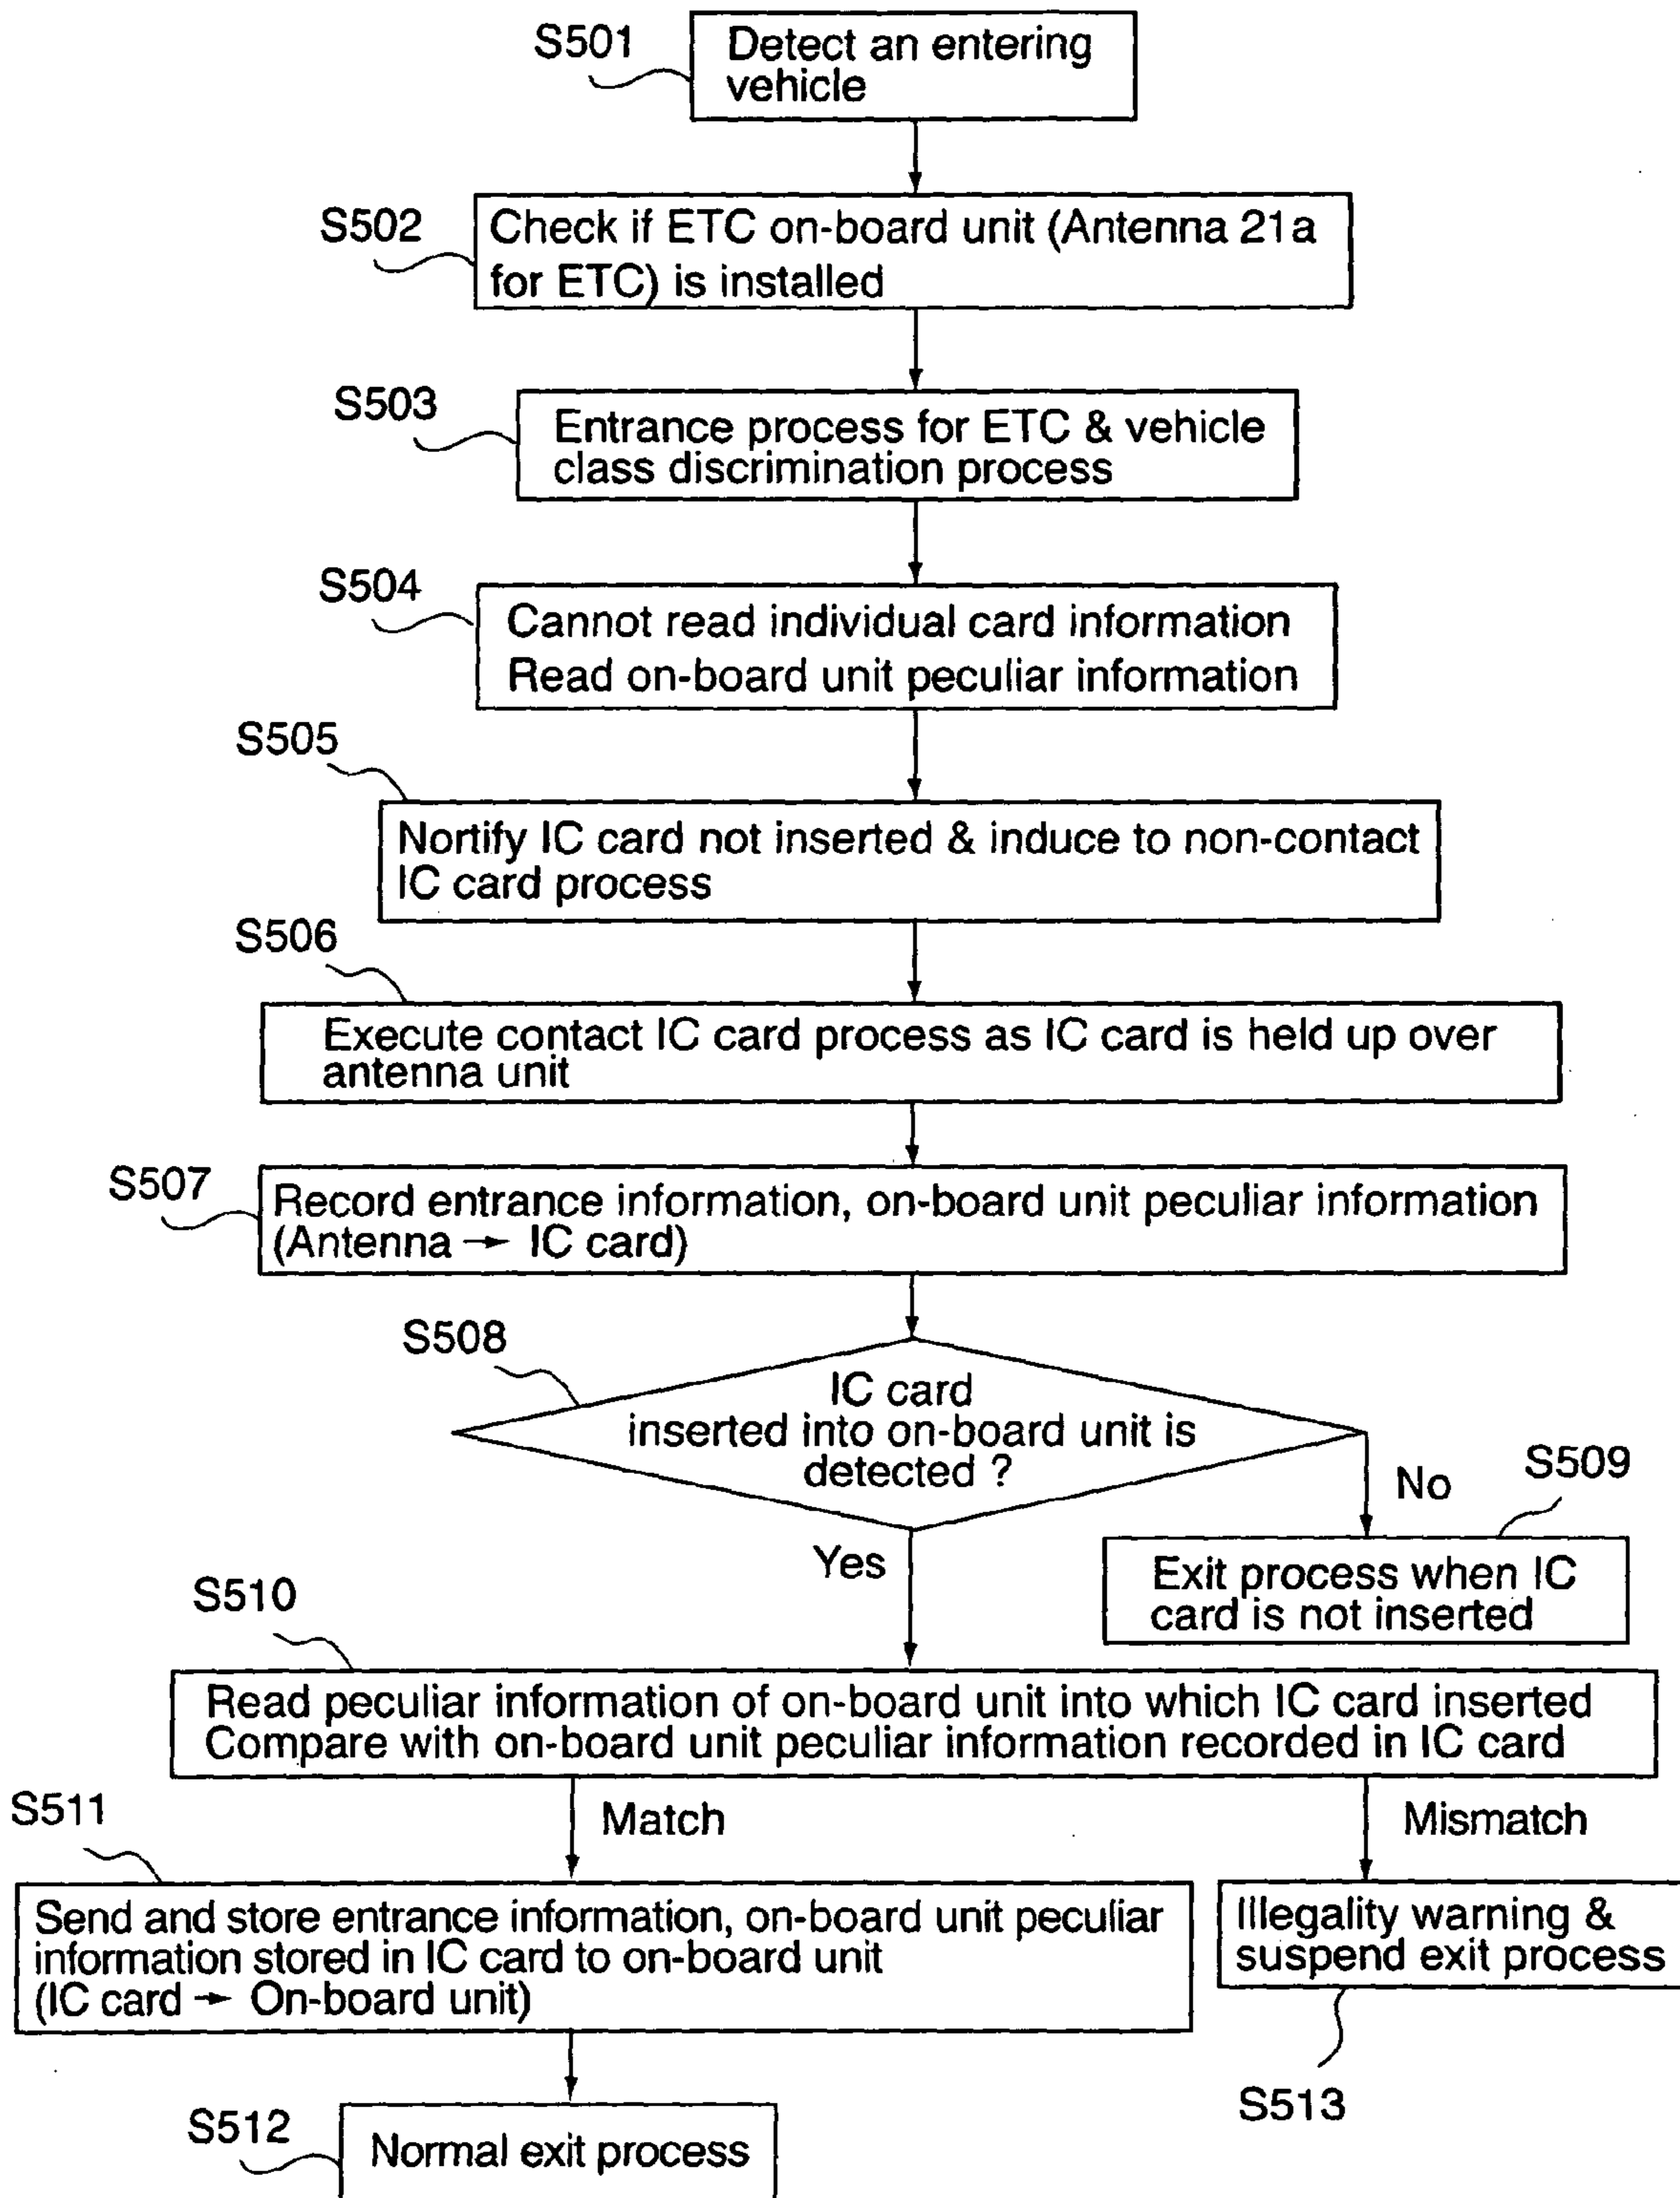 S501
Detect an entering
vehicle
S502
Check if ETC on-board unit (Antenna 21a
for ETC) is installed
S503
Entrance process for ETC & vehicle
class discrimination process
S504
Cannot read individual card information
Read on-board unit peculiar information
S505
Nortify IC card not inserted & induce to non-contact
IC card process
S506
Execute contact IC card process as IC card is held up over
antenna unit
S507
Record entrance information, on-board unit peculiar information
(Antenna → IC card)
S508
IC card
inserted into on-board unit is
detected ?
No
S509
Yes
Exit process when IC
card is not inserted
S510
Read peculiar information of on-board unit into which IC card inserted
Compare with on-board unit peculiar information recorded in IC card
S511
Match
Mismatch
Send and store entrance information, on-board unit peculiar
information stored in IC card to on-board unit
(IC card → On-board unit)
Illegality warning &
suspend exit process
S513
S512
Normal exit process